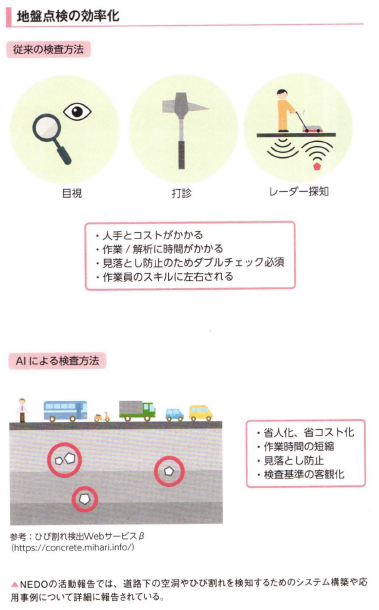 地盤点検の効率化
従来の検査方法
目視
打診
レーダー探知
・人手とコストがかかる
・作業 / 解析に時間がかかる
・見落とし防止のためダブルチェック必須
・作業員のスキルに左右される
AI による検査方法
・省人化、省コスト化
・作業時間の短縮
・見落とし防止
・検査基準の客観化
参考：ひび割れ検出Webサービスβ
(https://concrete.mihari.info/)
▲NEDOの活動報告では、道路下の空洞やひび割れを検知するためのシステム構築や応
用事例について詳細に報告されている。